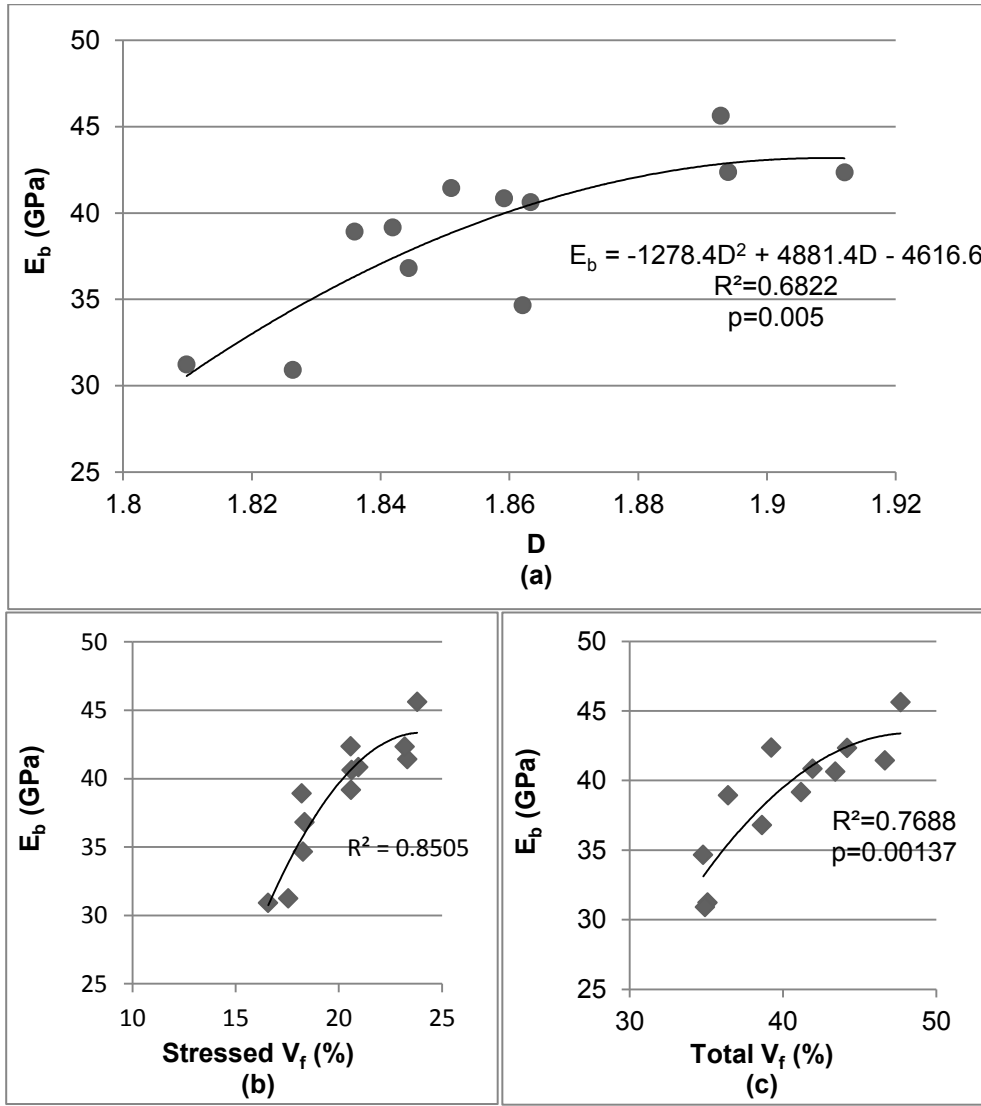 50
45
40
35
30
25
E_b (GPa)
E_b = -1278.4D² + 4881.4D - 4616.6
R²=0.6822
p=0.005
1.8 1.82 1.84 1.86 1.88 1.9 1.92
D
(a)
50
45
40
35
30
25
E_b (GPa)
R² = 0.8505
10 15 20 25
Stressed V_f (%)
(b)
50
45
40
35
30
25
E_b (GPa)
R²=0.7688
p=0.00137
30 40 50
Total V_f (%)
(c)